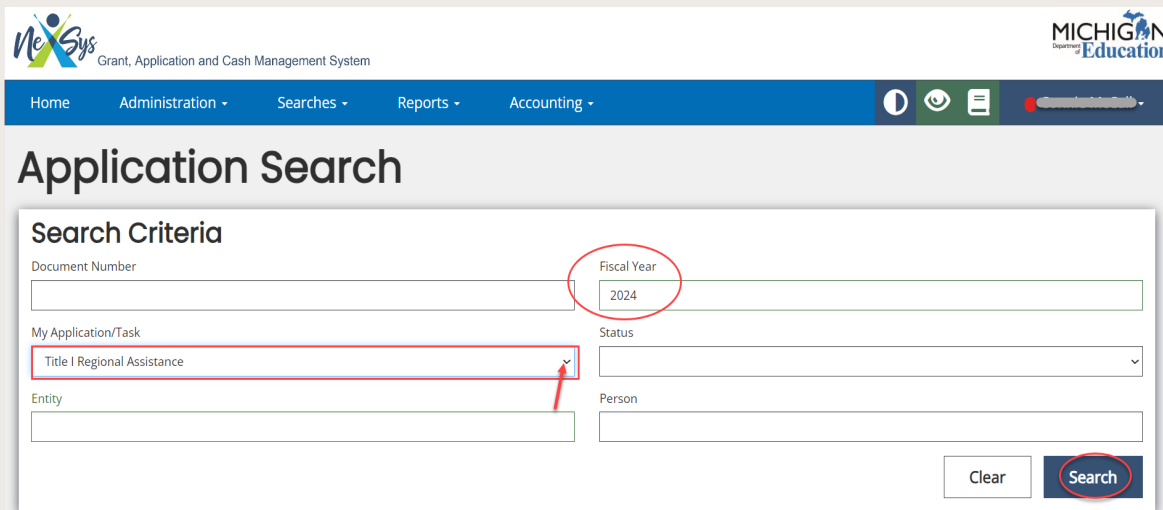 NexSys
Grant, Application and Cash Management System
MICHIGAN
Department of Education
Home Administration Searches Reports Accounting
Application Search
Search Criteria
Document Number
Fiscal Year
2024
My Application/Task
Title I Regional Assistance
Status
Entity
Person
Clear Search